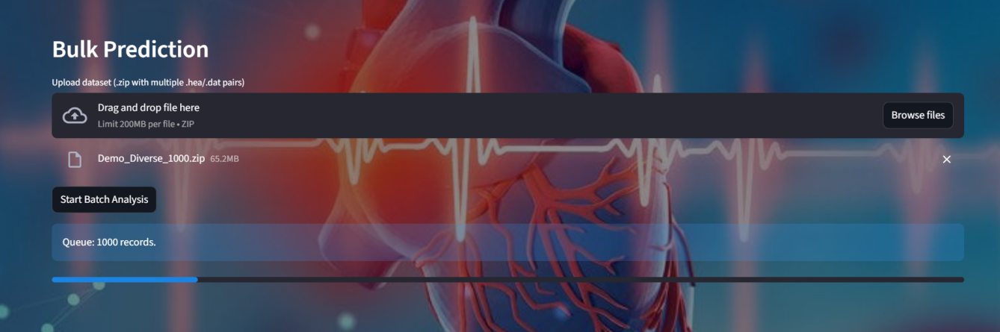 Bulk Prediction
Upload dataset (.zip with multiple .hea/.dat pairs)
Drag and drop file here
Limit 200MB per file • ZIP
Browse files
Demo_Diverse_1000.zip 65.2MB
Start Batch Analysis
Queue: 1000 records.